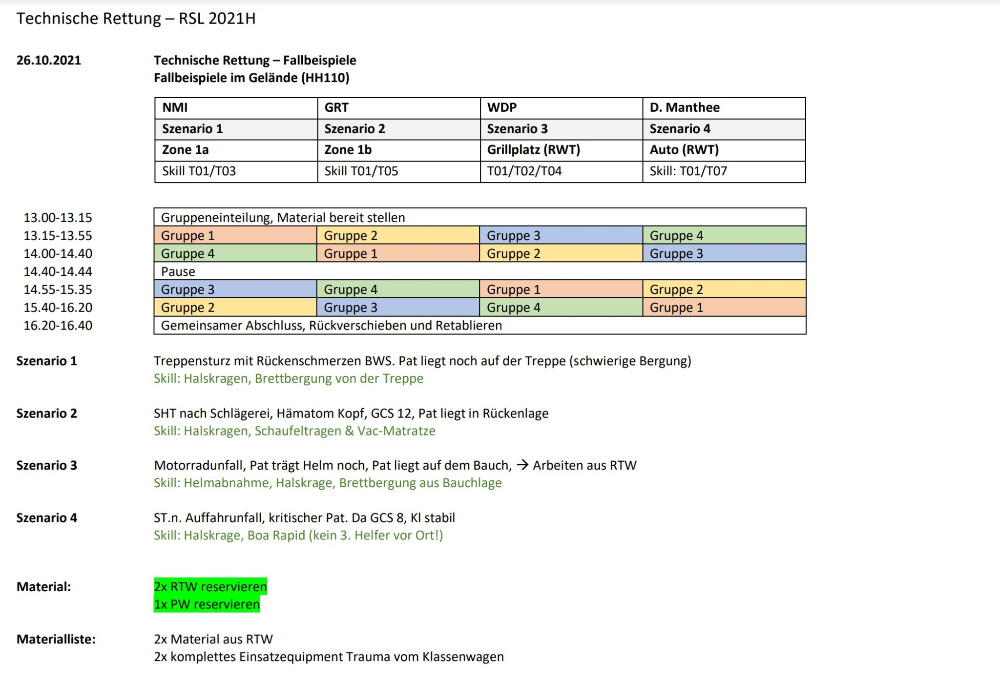 Technische Rettung – RSL 2021H
26.10.2021 Technische Rettung – Fallbeispiele
Fallbeispiele im Gelände (HH110)
NMI GRT WDP D. Manthee
Szenario 1 Szenario 2 Szenario 3 Szenario 4
Zone 1a Zone 1b Grillplatz (RWT) Auto (RWT)
Skill T01/T03 Skill T01/T05 T01/T02/T04 Skill: T01/T07
13.00-13.15 Gruppeneinteilung, Material bereit stellen
13.15-13.55 Gruppe 1 Gruppe 2 Gruppe 3 Gruppe 4
14.00-14.40 Gruppe 4 Gruppe 1 Gruppe 2 Gruppe 3
14.40-14.44 Pause
14.55-15.35 Gruppe 3 Gruppe 4 Gruppe 1 Gruppe 2
15.40-16.20 Gruppe 2 Gruppe 3 Gruppe 4 Gruppe 1
16.20-16.40 Gemeinsamer Abschluss, Rückverschieben und Retablieren
Szenario 1 Treppensturz mit Rückenschmerzen BWS. Pat liegt noch auf der Treppe (schwierige Bergung)
Skill: Halskragen, Brettbergung von der Treppe
Szenario 2 SHT nach Schlägerei, Hämatom Kopf, GCS 12, Pat liegt in Rückenlage
Skill: Halskragen, Schaufeltragen & Vac-Matratze
Szenario 3 Motorradunfall, Pat trägt Helm noch, Pat liegt auf dem Bauch, → Arbeiten aus RTW
Skill: Helmabnahme, Halskrage, Brettbergung aus Bauchlage
Szenario 4 ST.n. Auffahrunfall, kritischer Pat. Da GCS 8, Kl stabil
Skill: Halskrage, Boa Rapid (kein 3. Helfer vor Ort!)
Material: 2x RTW reservieren
1x PW reservieren
Materialliste: 2x Material aus RTW
2x komplettes Einsatzequipment Trauma vom Klassenwagen